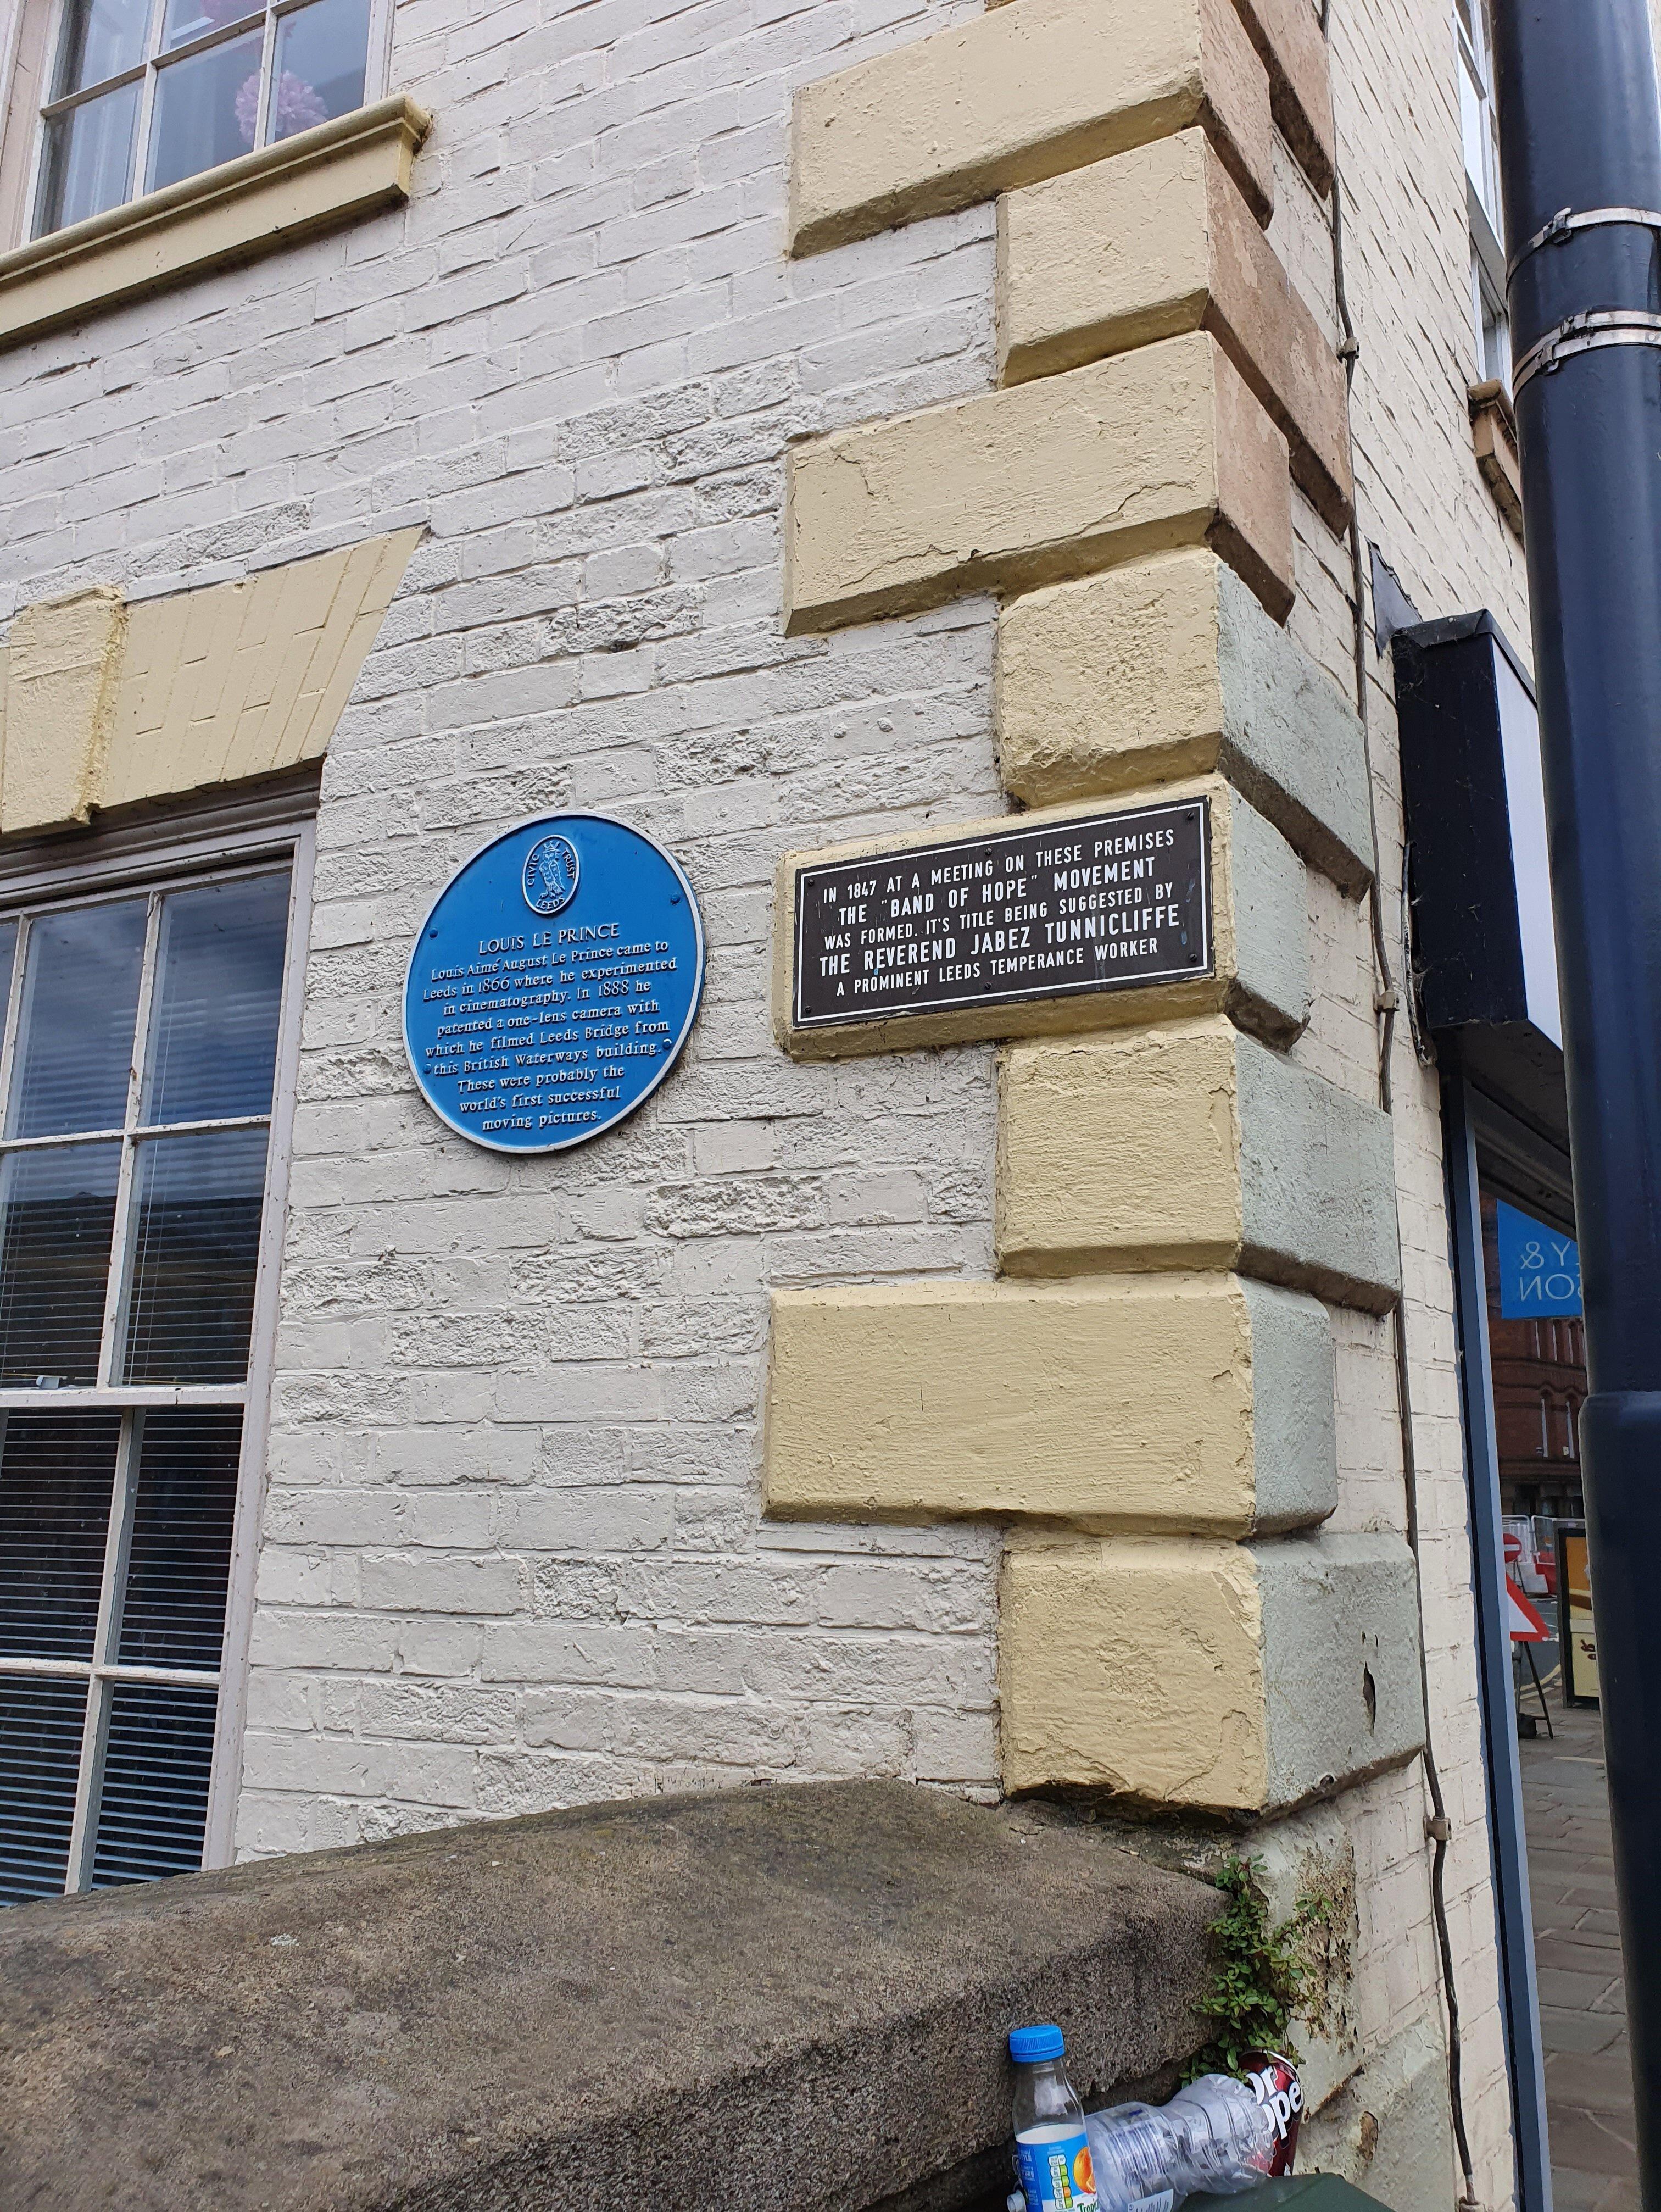 CIVIC TRUST
LEEDS
LOUIS LE PRINCE
Louis Aimé August Le Prince came to
Leeds in 1866 where he experimented
in cinematography. In 1888 he
patented a one-lens camera with
which he filmed Leeds Bridge from
this British Waterways building.
These were probably the
world's first successful
moving pictures.
IN 1847 AT A MEETING ON THESE PREMISES
THE "BAND OF HOPE" MOVEMENT
WAS FORMED. IT'S TITLE BEING SUGGESTED BY
THE REVEREND JABEZ TUNNICLIFFE
A PROMINENT LEEDS TEMPERANCE WORKER
Y &
SON
Dr